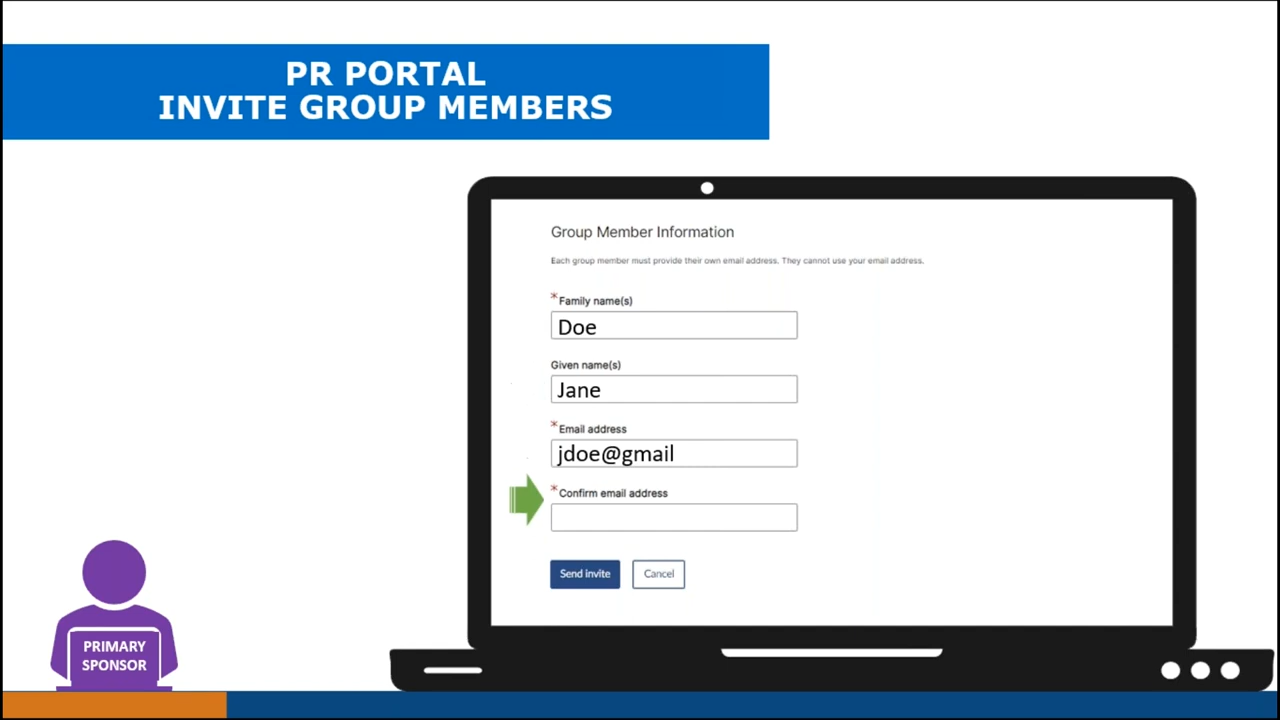 PR PORTAL
INVITE GROUP MEMBERS
Group Member Information
Each group member must provide their own email address. They cannot use your email address.
*Family name(s)
Doe
Given name(s)
Jane
*Email address
jdoe@gmail
*Confirm email address
Send invite Cancel
PRIMARY
SPONSOR